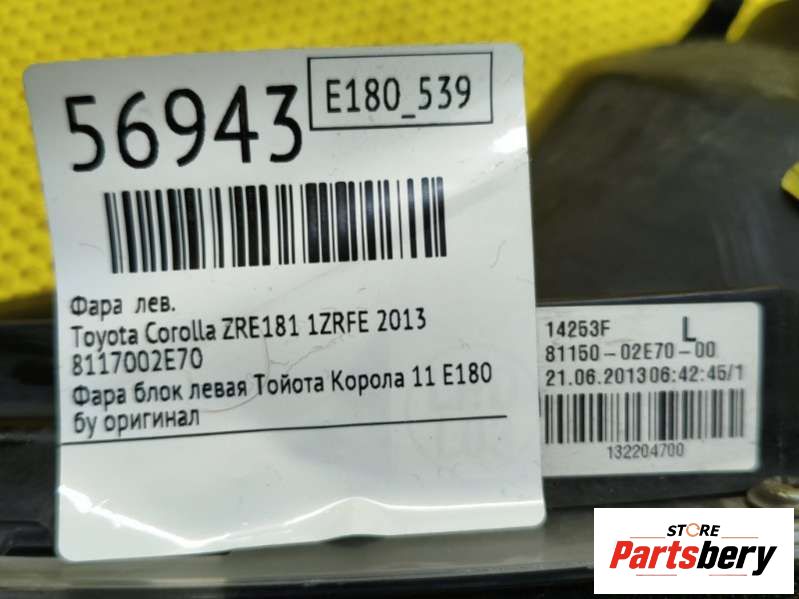 56943
E180_539
Фара лев.
Toyota Corolla ZRE181 1ZRFE 2013
8117002E70
Фара блок левая Тойота Корола 11 Е180
бу оригинал
14253F L
81150-02E70-00
21.06.2013 06:42:45/1
132204700
STORE
Partsbery